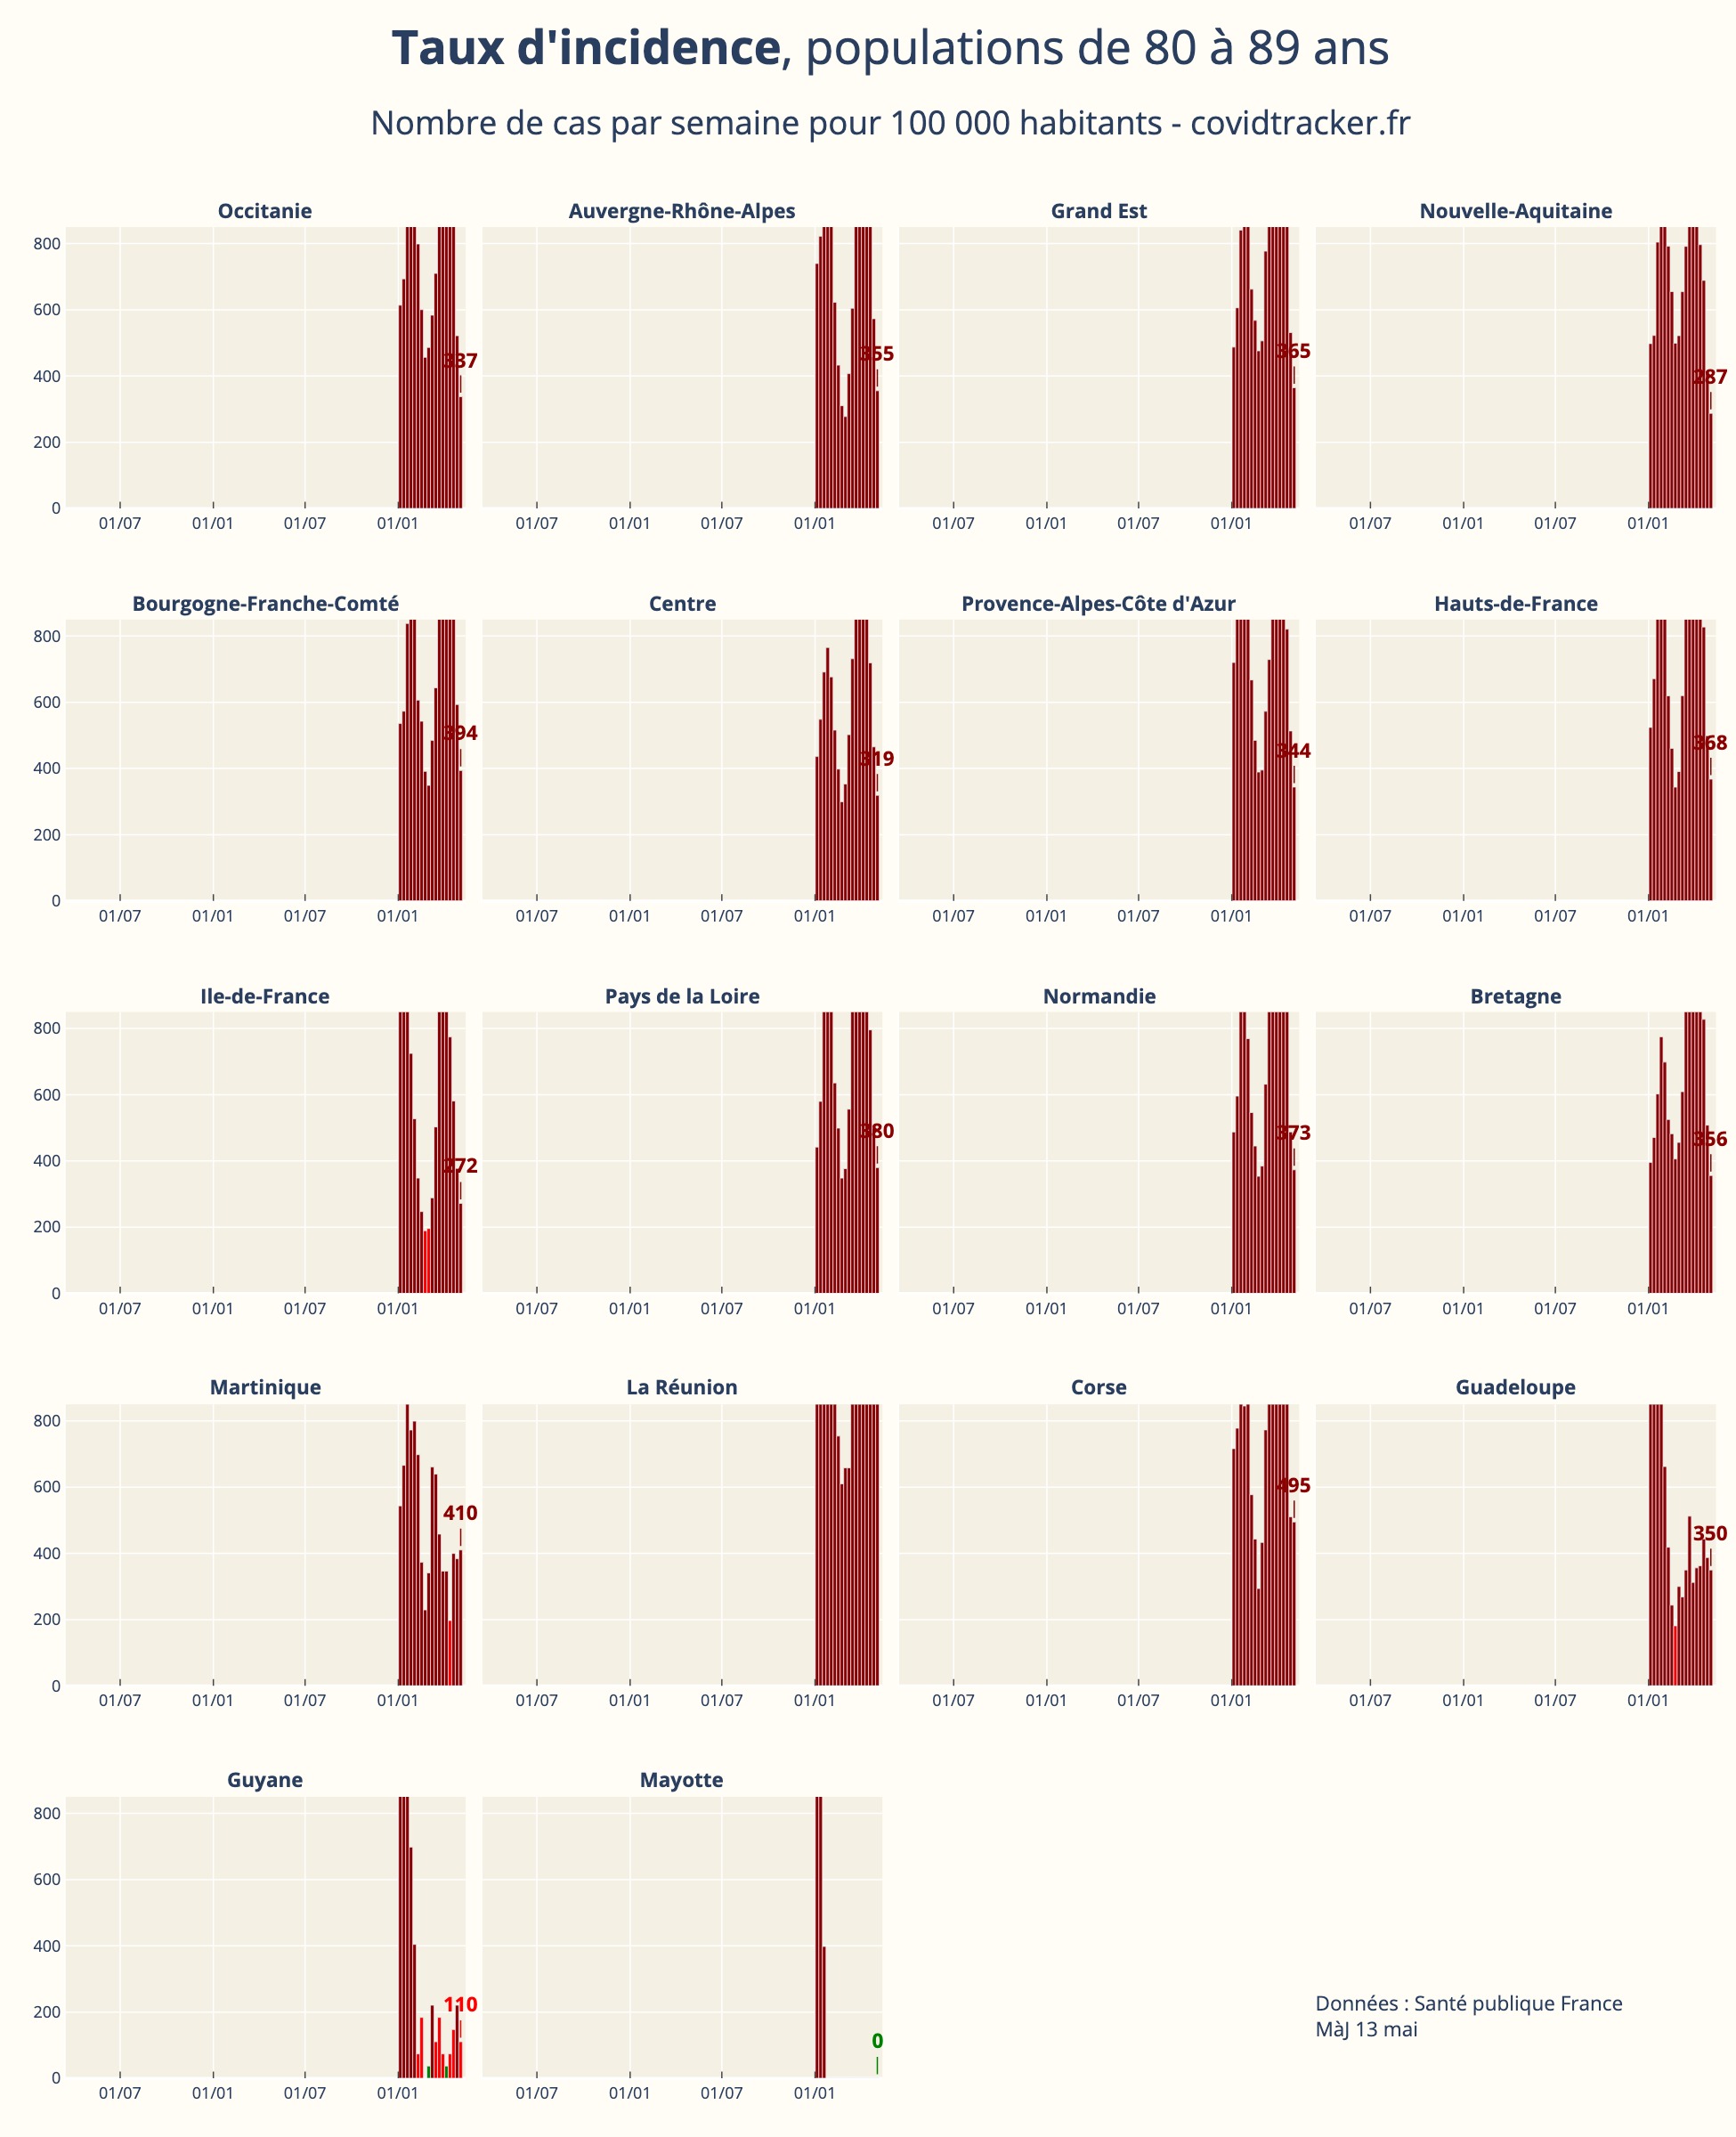 Taux d'incidence, populations de 80 à 89 ans
Nombre de cas par semaine pour 100 000 habitants - covidtracker.fr
Occitanie Auvergne-Rhône-Alpes Grand Est Nouvelle-Aquitaine
800
600
400
200
0
337 355 365 287
01/07 01/01 01/07 01/01 01/07 01/01 01/07 01/01 01/07 01/01 01/07 01/01 01/07 01/01 01/07 01/01
Bourgogne-Franche-Comté Centre Provence-Alpes-Côte d'Azur Hauts-de-France
800
600
400
200
0
394 319 344 368
01/07 01/01 01/07 01/01 01/07 01/01 01/07 01/01 01/07 01/01 01/07 01/01 01/07 01/01 01/07 01/01
Ile-de-France Pays de la Loire Normandie Bretagne
800
600
400
200
0
272 380 373 356
01/07 01/01 01/07 01/01 01/07 01/01 01/07 01/01 01/07 01/01 01/07 01/01 01/07 01/01 01/07 01/01
Martinique La Réunion Corse Guadeloupe
800
600
400
200
0
410 495 350
01/07 01/01 01/07 01/01 01/07 01/01 01/07 01/01 01/07 01/01 01/07 01/01 01/07 01/01 01/07 01/01
Guyane Mayotte
800
600
400
200
0
110 0
01/07 01/01 01/07 01/01 01/07 01/01 01/07 01/01
Données : Santé publique France
MàJ 13 mai